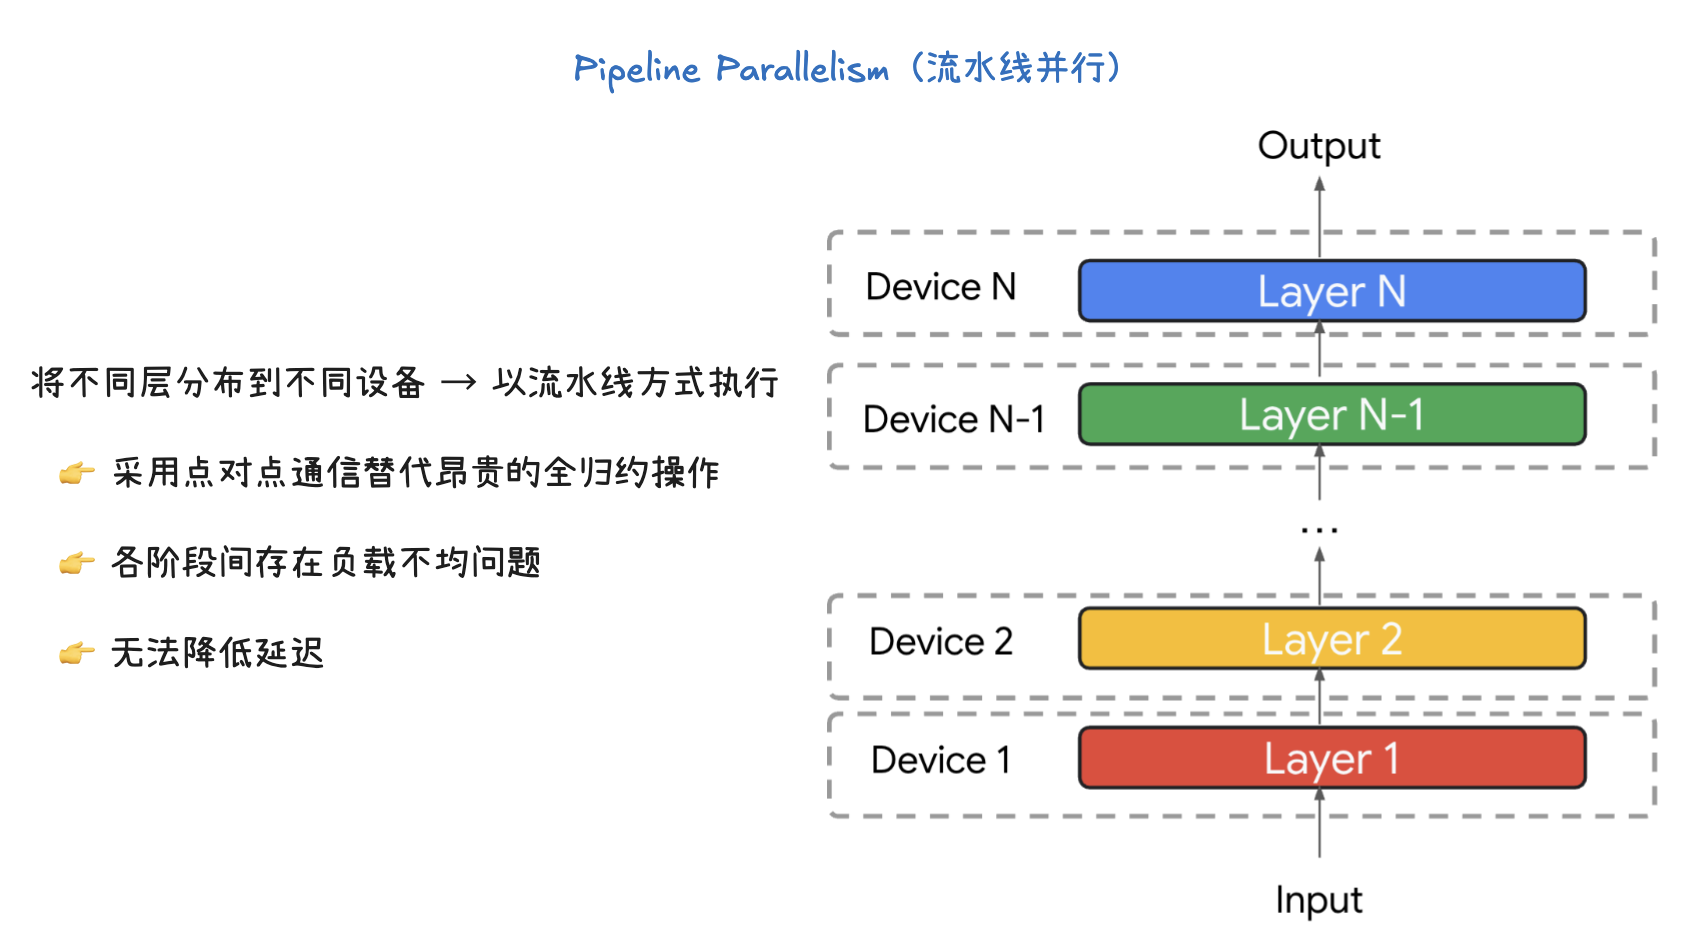 Pipeline Parallelism（流水线并行）
将不同层分布到不同设备 → 以流水线方式执行
👉 采用点对点通信替代昂贵的全归约操作
👉 各阶段间存在负载不均问题
👉 无法降低延迟
Output
Device N
Layer N
Device N-1
Layer N-1
...
Device 2
Layer 2
Device 1
Layer 1
Input